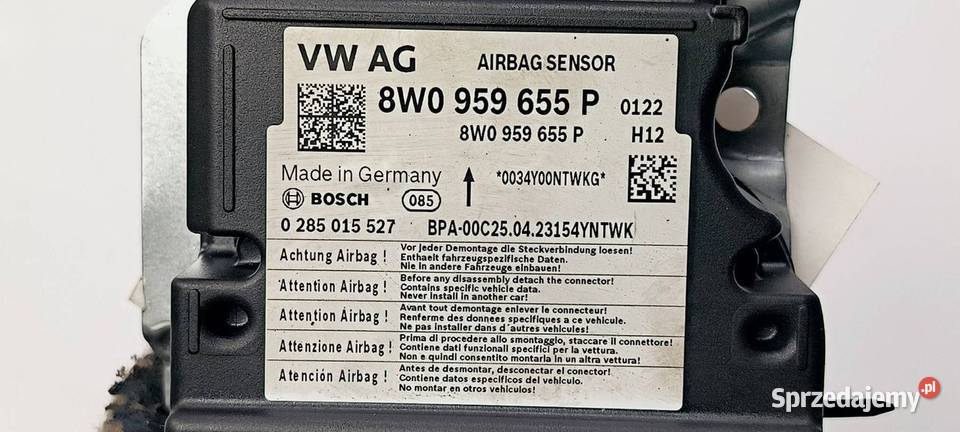 VW AG AIRBAG SENSOR
8W0 959 655 P 0122
8W0 959 655 P H12
Made in Germany *0034Y00NTWKG*
BOSCH 085
0 285 015 527 BPA-00C25.04.23154YNTWK
Achtung Airbag !
Vor jeder Demontage die Steckverbindung loesen!
Enthaelt fahrzeugspezifische Daten.
Nie in andere Fahrzeuge einbauen!
Attention Airbag !
Before any disassembly detach the connector!
Contains specific vehicle data.
Never install in another car!
Attention Airbag !
Avant tout demontage enlever le connecteur!
Renferme des donnees specifiques a ce vehicule.
Ne pas installer dans d´autres vehicules!
Attenzione Airbag !
Prima di procedere allo smontaggio, staccare il connettore!
Contiene dati funzionali specifici per la vettura.
Non e quindi consentito montarla in un altra vettura!
Atención Airbag !
Antes de desmontar, desconectar el conector!
Contiene datos especificos del vehículo.
No montar en otros vehículos!
Sprzedajemy.pl